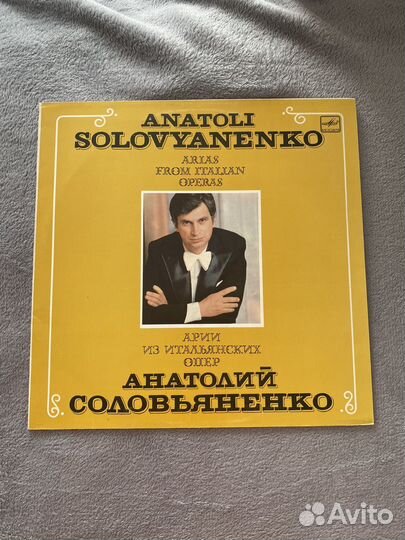 ANATOLI
SOLOVYANENKO
ARIAS
FROM ITALIAN
OPERAS
АРИИ
ИЗ ИТАЛЬЯНСКИХ
ОПЕР
АНАТОЛИЙ
СОЛОВЬЯНЕНКО
Avito